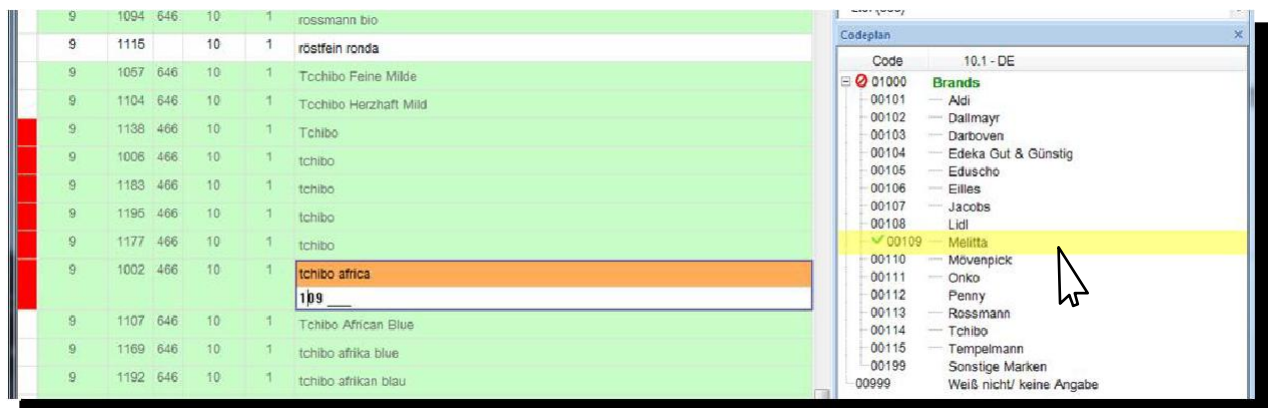 9 1094 646 10 1 rossmann bio
9 1115 10 1 röstfein ronda
9 1057 646 10 1 Tcchibo Feine Milde
9 1104 646 10 1 Tcchibo Herzhaft Mild
9 1138 466 10 1 Tchibo
9 1006 466 10 1 tchibo
9 1183 466 10 1 tchibo
9 1195 466 10 1 tchibo
9 1177 466 10 1 tchibo
9 1002 466 10 1 tchibo africa
109 ___
9 1107 646 10 1 Tchibo African Blue
9 1169 646 10 1 tchibo afrika blue
9 1192 646 10 1 tchibo afrikan blau
Codeplan
Code 10.1 - DE
01000 Brands
00101 Aldi
00102 Dallmayr
00103 Darboven
00104 Edeka Gut & Günstig
00105 Eduscho
00106 Eilles
00107 Jacobs
00108 Lidl
00109 Melitta
00110 Mövenpick
00111 Onko
00112 Penny
00113 Rossmann
00114 Tchibo
00115 Tempelmann
00199 Sonstige Marken
00999 Weiß nicht/ keine Angabe